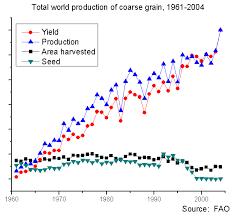 Total world production of coarse grain, 1961-2004
Yield
Production
Area harvested
Seed
1960 1970 1980 1990 2000
Source: FAO